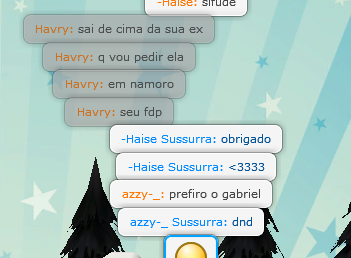 -Haise: sifude
Havry: sai de cima da sua ex
Havry: q vou pedir ela
Havry: em namoro
Havry: seu fdp
-Haise Sussurra: obrigado
-Haise Sussurra: <3333
azzy-_: prefiro o gabriel
azzy-_ Sussurra: dnd